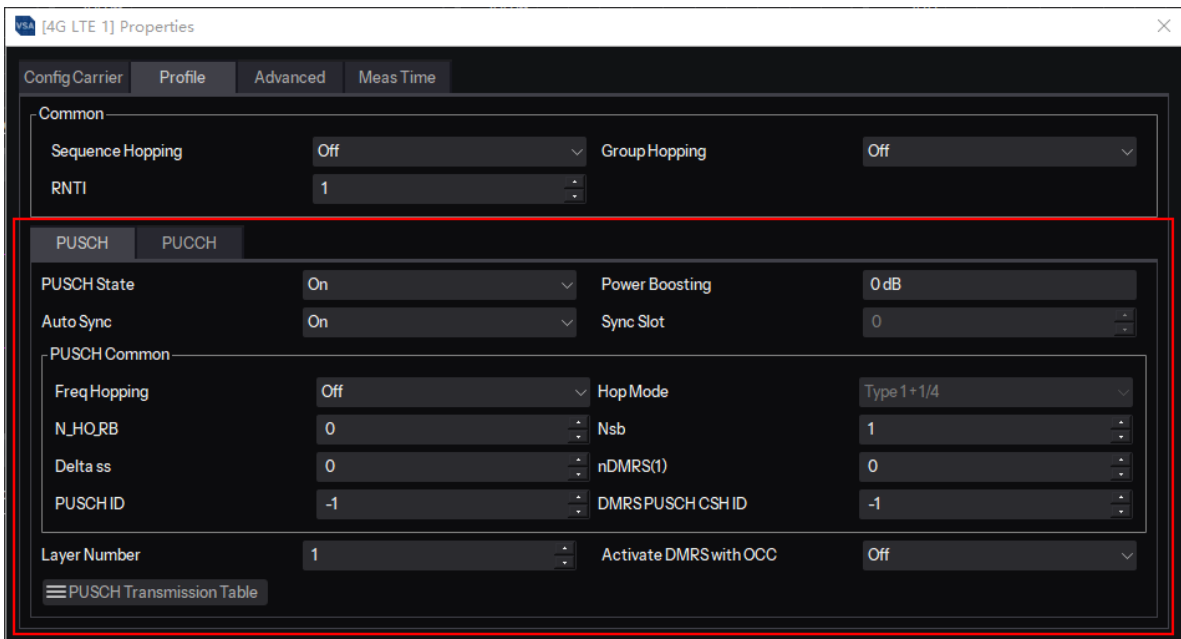 VSA [4G LTE 1] Properties
Config Carrier Profile Advanced Meas Time
Common
Sequence Hopping Off Group Hopping Off
RNTI 1
PUSCH PUCCH
PUSCH State On Power Boosting 0 dB
Auto Sync On Sync Slot 0
PUSCH Common
Freq Hopping Off Hop Mode Type 1+1/4
N_HO_RB 0 Nsb 1
Delta ss 0 nDMRS(1) 0
PUSCH ID -1 DMRS PUSCH CSH ID -1
Layer Number 1 Activate DMRS with OCC Off
PUSCH Transmission Table